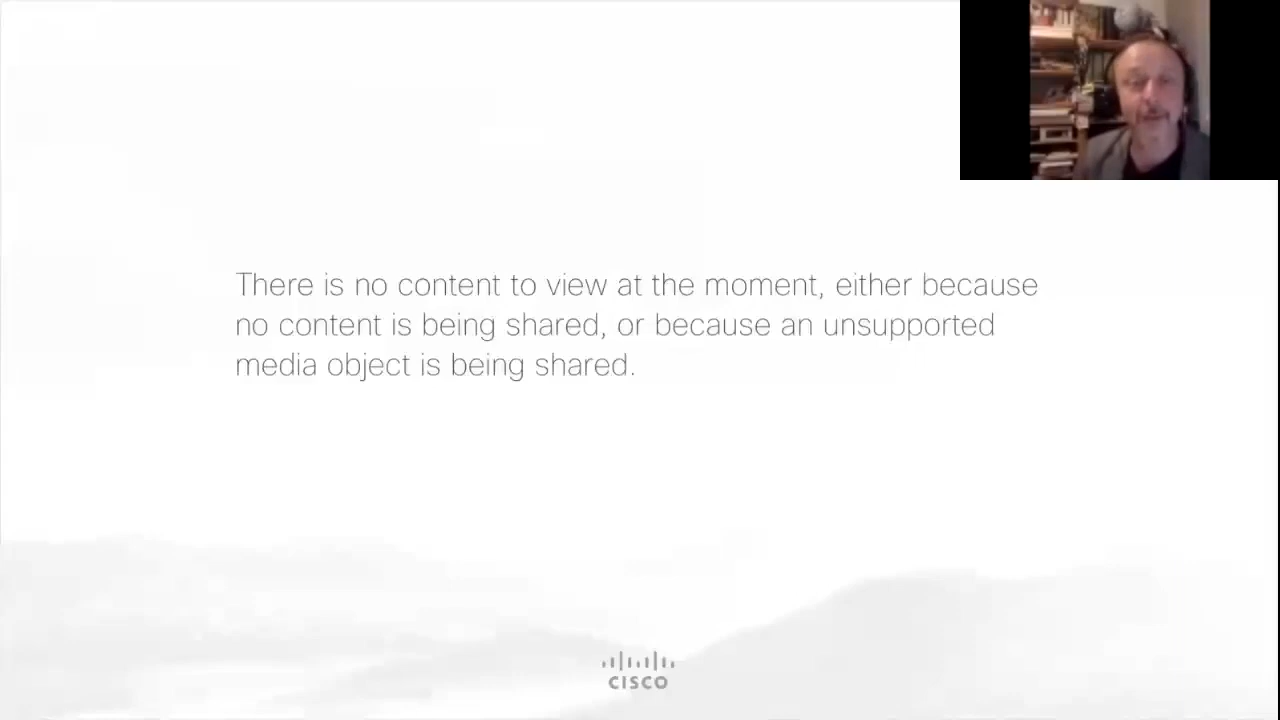 There is no content to view at the moment, either because
no content is being shared, or because an unsupported
media object is being shared.
CISCO